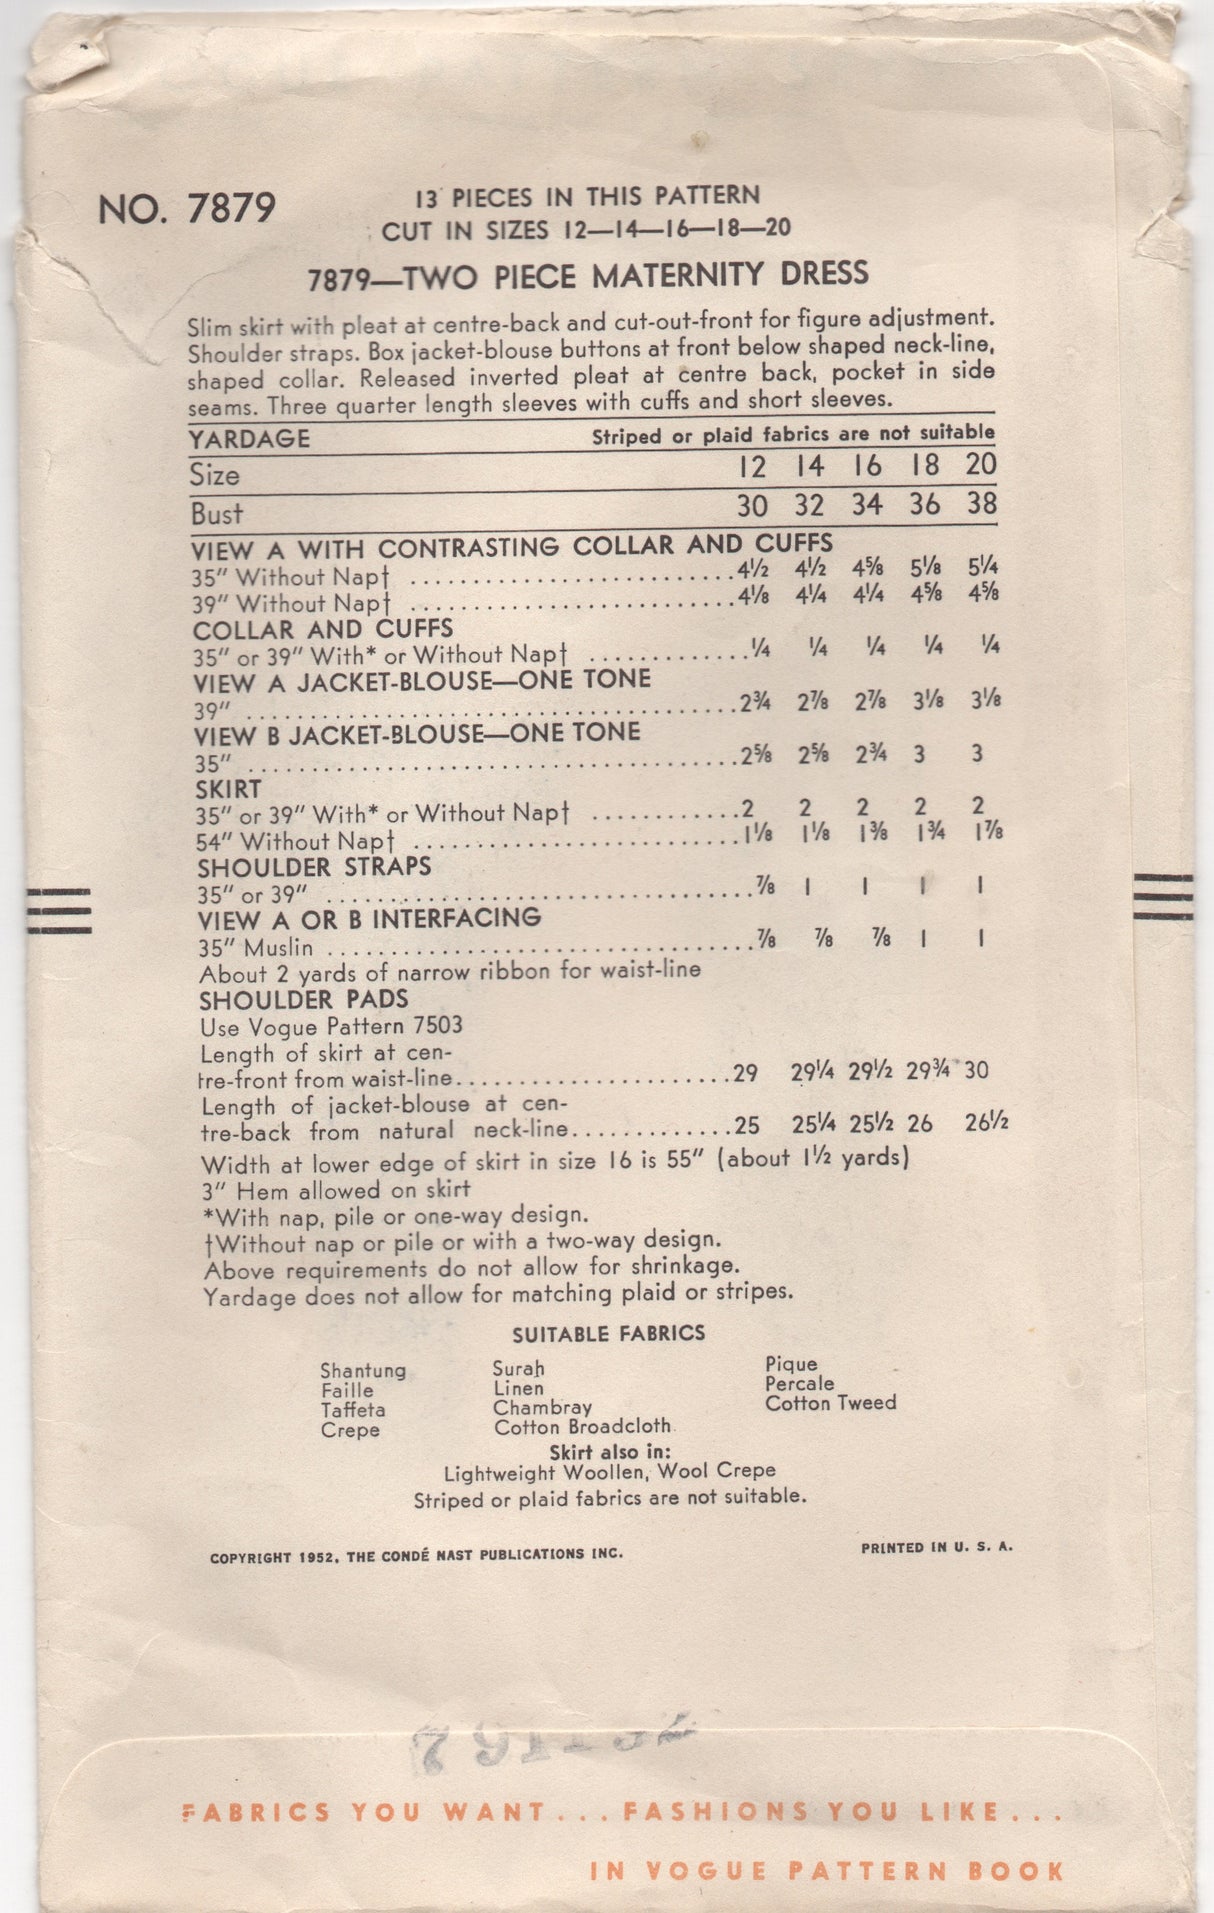 NO. 7879
13 PIECES IN THIS PATTERN
CUT IN SIZES 12—14—16—18—20
7879—TWO PIECE MATERNITY DRESS
Slim skirt with pleat at centre-back and cut-out-front for figure adjustment.
Shoulder straps. Box jacket-blouse buttons at front below shaped neck-line,
shaped collar. Released inverted pleat at centre back, pocket in side
seams. Three quarter length sleeves with cuffs and short sleeves.
YARDAGE Striped or plaid fabrics are not suitable
Size 12 14 16 18 20
Bust 30 32 34 36 38
VIEW A WITH CONTRASTING COLLAR AND CUFFS
35" Without Nap† ..............................4½ 4½ 4⅝ 5⅛ 5¼
39" Without Nap† ..............................4⅛ 4¼ 4¼ 4⅝ 4⅝
COLLAR AND CUFFS
35" or 39" With* or Without Nap† ..............¼ ¼ ¼ ¼ ¼
VIEW A JACKET-BLOUSE—ONE TONE
39" ..............................2¾ 2⅞ 2⅞ 3⅛ 3⅛
VIEW B JACKET-BLOUSE—ONE TONE
35" ..............................2⅝ 2⅝ 2¾ 3 3
SKIRT
35" or 39" With* or Without Nap† ..............2 2 2 2 2
54" Without Nap† ..............................1⅛ 1⅛ 1⅜ 1¾ 1⅞
SHOULDER STRAPS
35" or 39" ..............................⅞ 1 1 1 1
VIEW A OR B INTERFACING
35" Muslin ..............................⅞ ⅞ ⅞ 1 1
About 2 yards of narrow ribbon for waist-line
SHOULDER PADS
Use Vogue Pattern 7503
Length of skirt at cen-
tre-front from waist-line..........................29 29¼ 29½ 29¾ 30
Length of jacket-blouse at cen-
tre-back from natural neck-line...............25 25¼ 25½ 26 26½
Width at lower edge of skirt in size 16 is 55" (about 1½ yards)
3" Hem allowed on skirt
*With nap, pile or one-way design.
†Without nap or pile or with a two-way design.
Above requirements do not allow for shrinkage.
Yardage does not allow for matching plaid or stripes.
SUITABLE FABRICS
Shantung Surah Pique
Faille Linen Percale
Taffeta Chambray Cotton Tweed
Crepe Cotton Broadcloth
Skirt also in:
Lightweight Woollen, Wool Crepe
Striped or plaid fabrics are not suitable.
COPYRIGHT 1952, THE CONDÉ NAST PUBLICATIONS INC. PRINTED IN U. S. A.
FABRICS YOU WANT... FASHIONS YOU LIKE...
IN VOGUE PATTERN BOOK